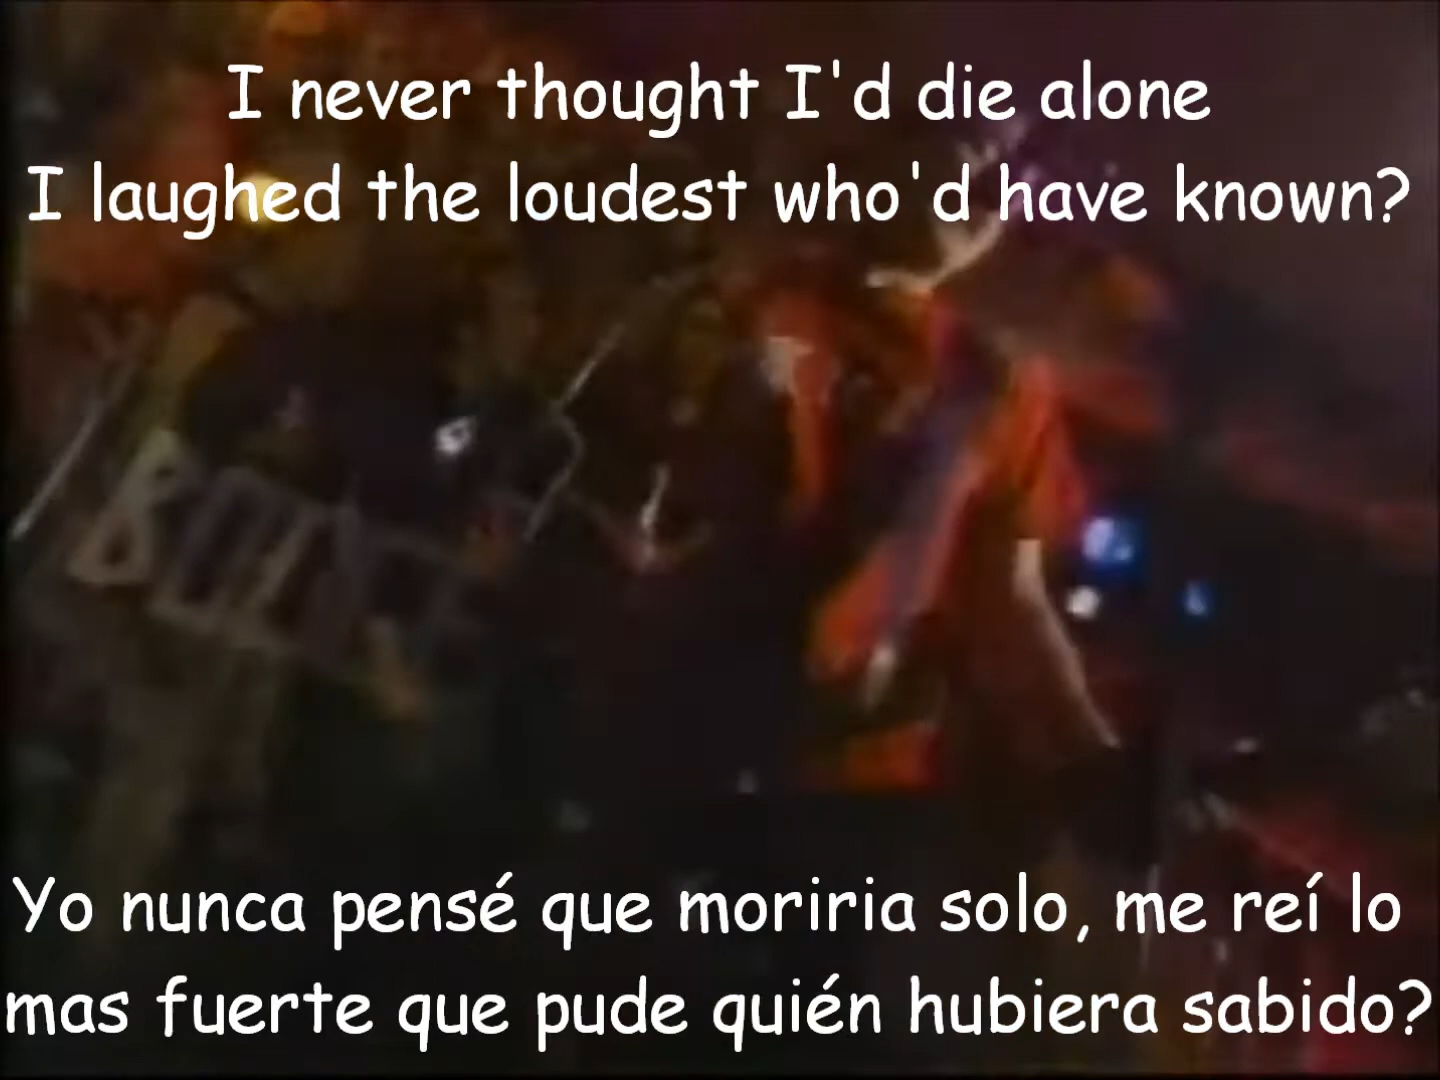 I never thought I'd die alone
I laughed the loudest who'd have known?
Yo nunca pensé que moriria solo, me reí lo
mas fuerte que pude quién hubiera sabido?